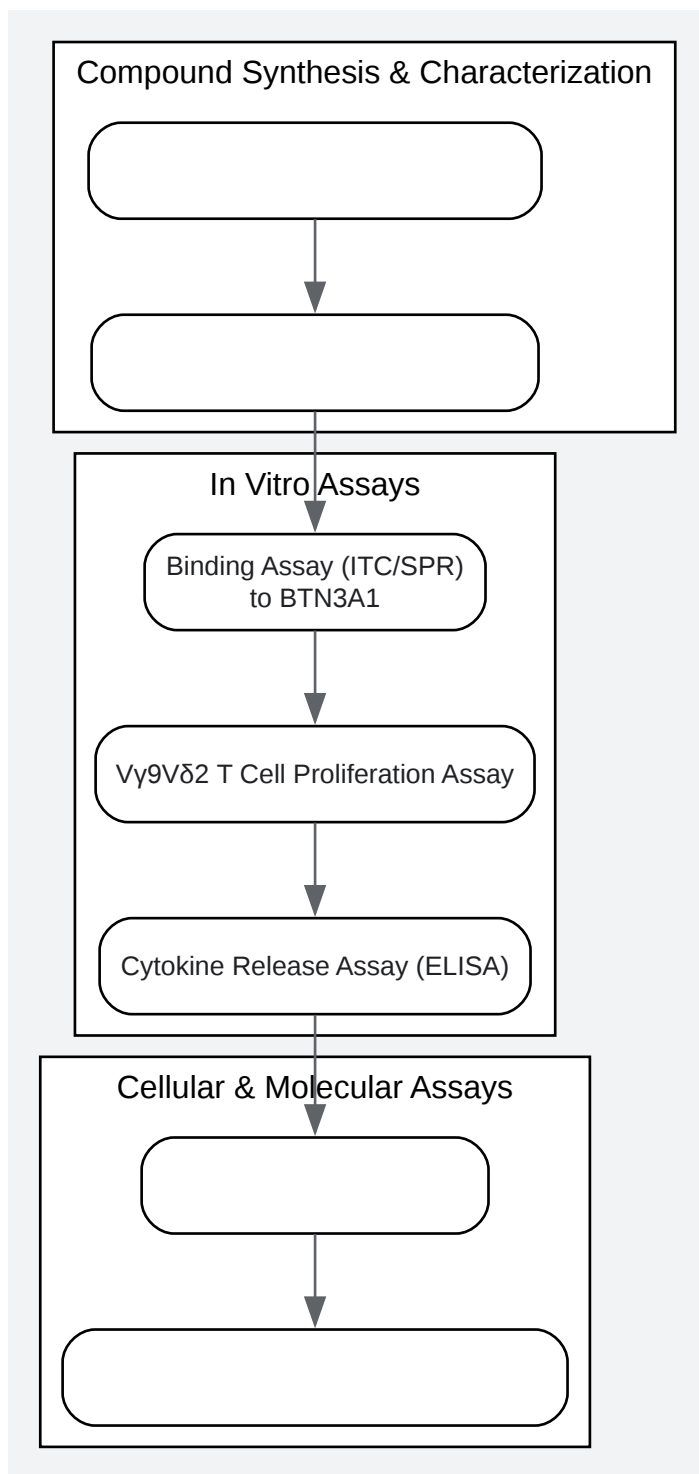 Compound Synthesis & Characterization
In Vitro Assays
Binding Assay (ITC/SPR)
to BTN3A1
Vγ9Vδ2 T Cell Proliferation Assay
Cytokine Release Assay (ELISA)
Cellular & Molecular Assays